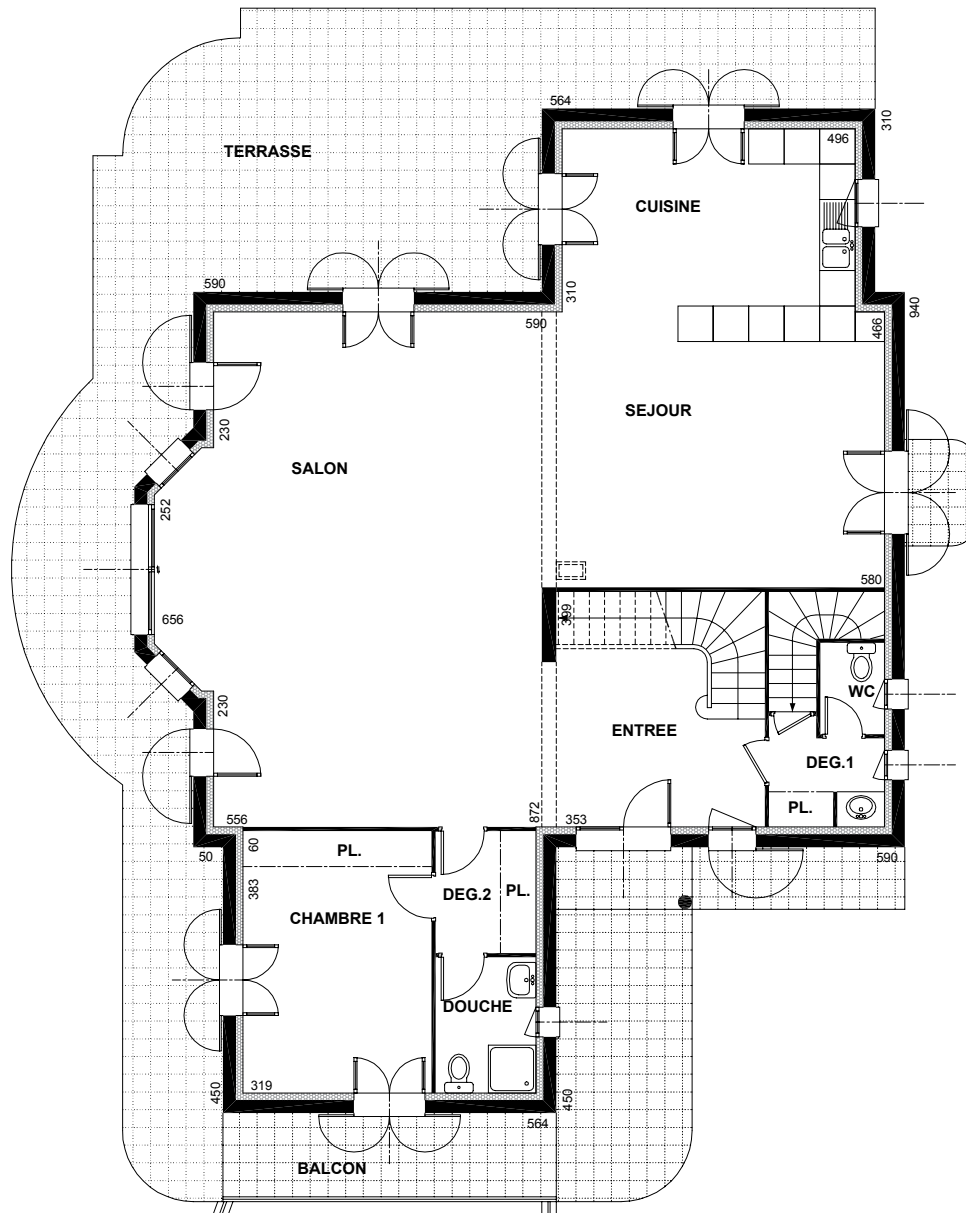 564
310
496
TERRASSE
CUISINE
590
310
940
590
466
SEJOUR
230
SALON
252
580
399
656
WC
230
ENTREE
DEG.1
PL.
556
872
353
60
50
590
PL.
383
DEG.2
PL.
CHAMBRE 1
DOUCHE
450
319
450
564
BALCON